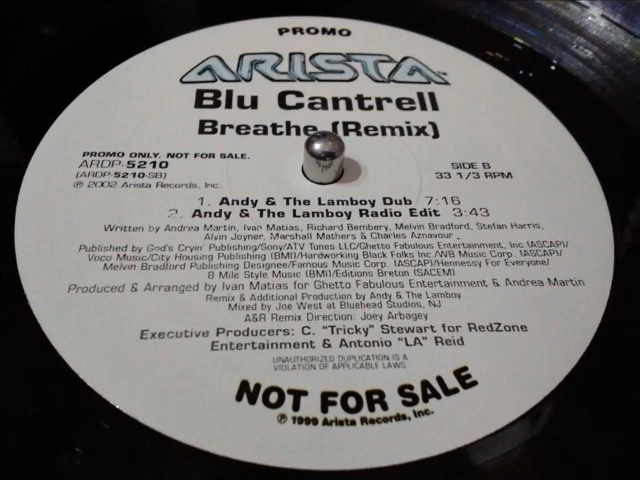 PROMO
ARISTA
Blu Cantrell
Breathe (Remix)
PROMO ONLY. NOT FOR SALE.
ARDP-5210
(ARDP-5210-SB)
℗ 2002 Arista Records, Inc.
SIDE B
33 1/3 RPM
1. Andy & The Lamboy Dub 7:16
2. Andy & The Lamboy Radio Edit 3:43
Written by Andrea Martin, Ivan Matias, Richard Bembery, Melvin Bradford, Stefan Harris,
Alvin Joyner, Marshall Mathers & Charles Aznavour
Published by God's Cryin' Publishing/Sony/ATV Tunes LLC/Ghetto Fabulous Entertainment, Inc (ASCAP)/
Voco Music/City Housing Publishing (BMI)/Hardworking Black Folks Inc./WB Music Corp. (ASCAP)/
Melvin Bradford Publishing Designee/Famous Music Corp. (ASCAP)/Hennessy For Everyone/
8 Mile Style Music (BMI)/Editions Breton (SACEM)
Produced & Arranged by Ivan Matias for Ghetto Fabulous Entertainment & Andrea Martin
Remix & Additional Production by Andy & The Lamboy
Mixed by Joe West at Bluehead Studios, NJ
A&R Remix Direction: Joey Arbagey
Executive Producers: C. "Tricky" Stewart for RedZone
Entertainment & Antonio "LA" Reid
UNAUTHORIZED DUPLICATION IS A
VIOLATION OF APPLICABLE LAWS.
NOT FOR SALE
℗ 1999 Arista Records, Inc.